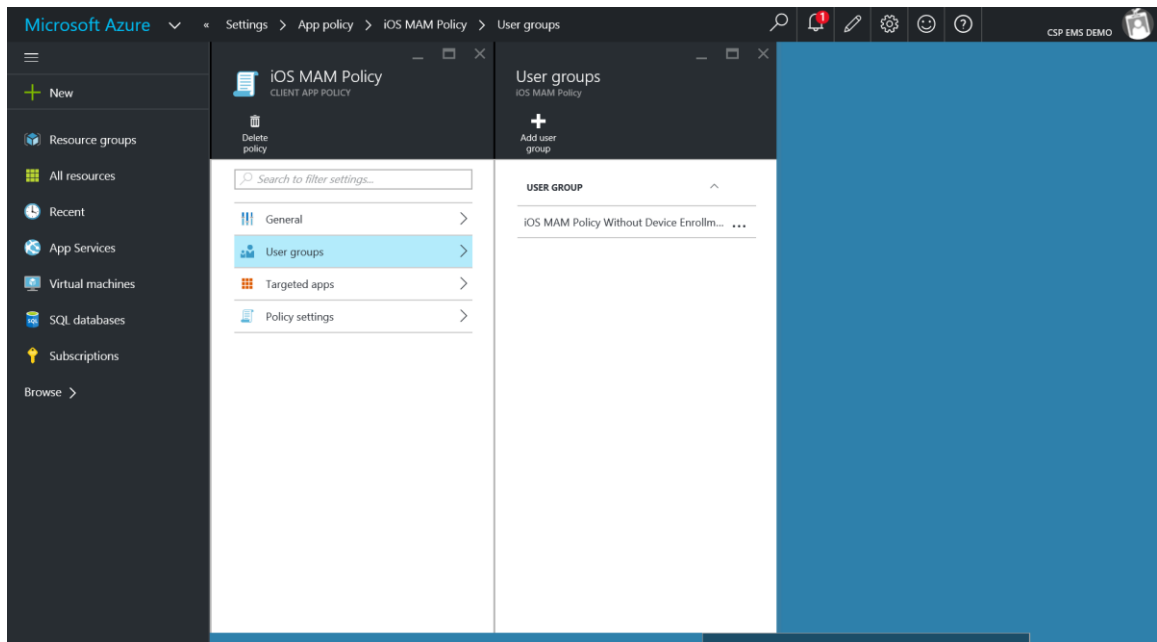 Microsoft Azure « Settings > App policy > iOS MAM Policy > User groups 1 CSP EMS DEMO
New
Resource groups
All resources
Recent
App Services
Virtual machines
SQL SQL databases
Subscriptions
Browse >
iOS MAM Policy
CLIENT APP POLICY
Delete
policy
Search to filter settings...
General
User groups
Targeted apps
Policy settings
User groups
iOS MAM Policy
Add user
group
USER GROUP
iOS MAM Policy Without Device Enrollm... ...